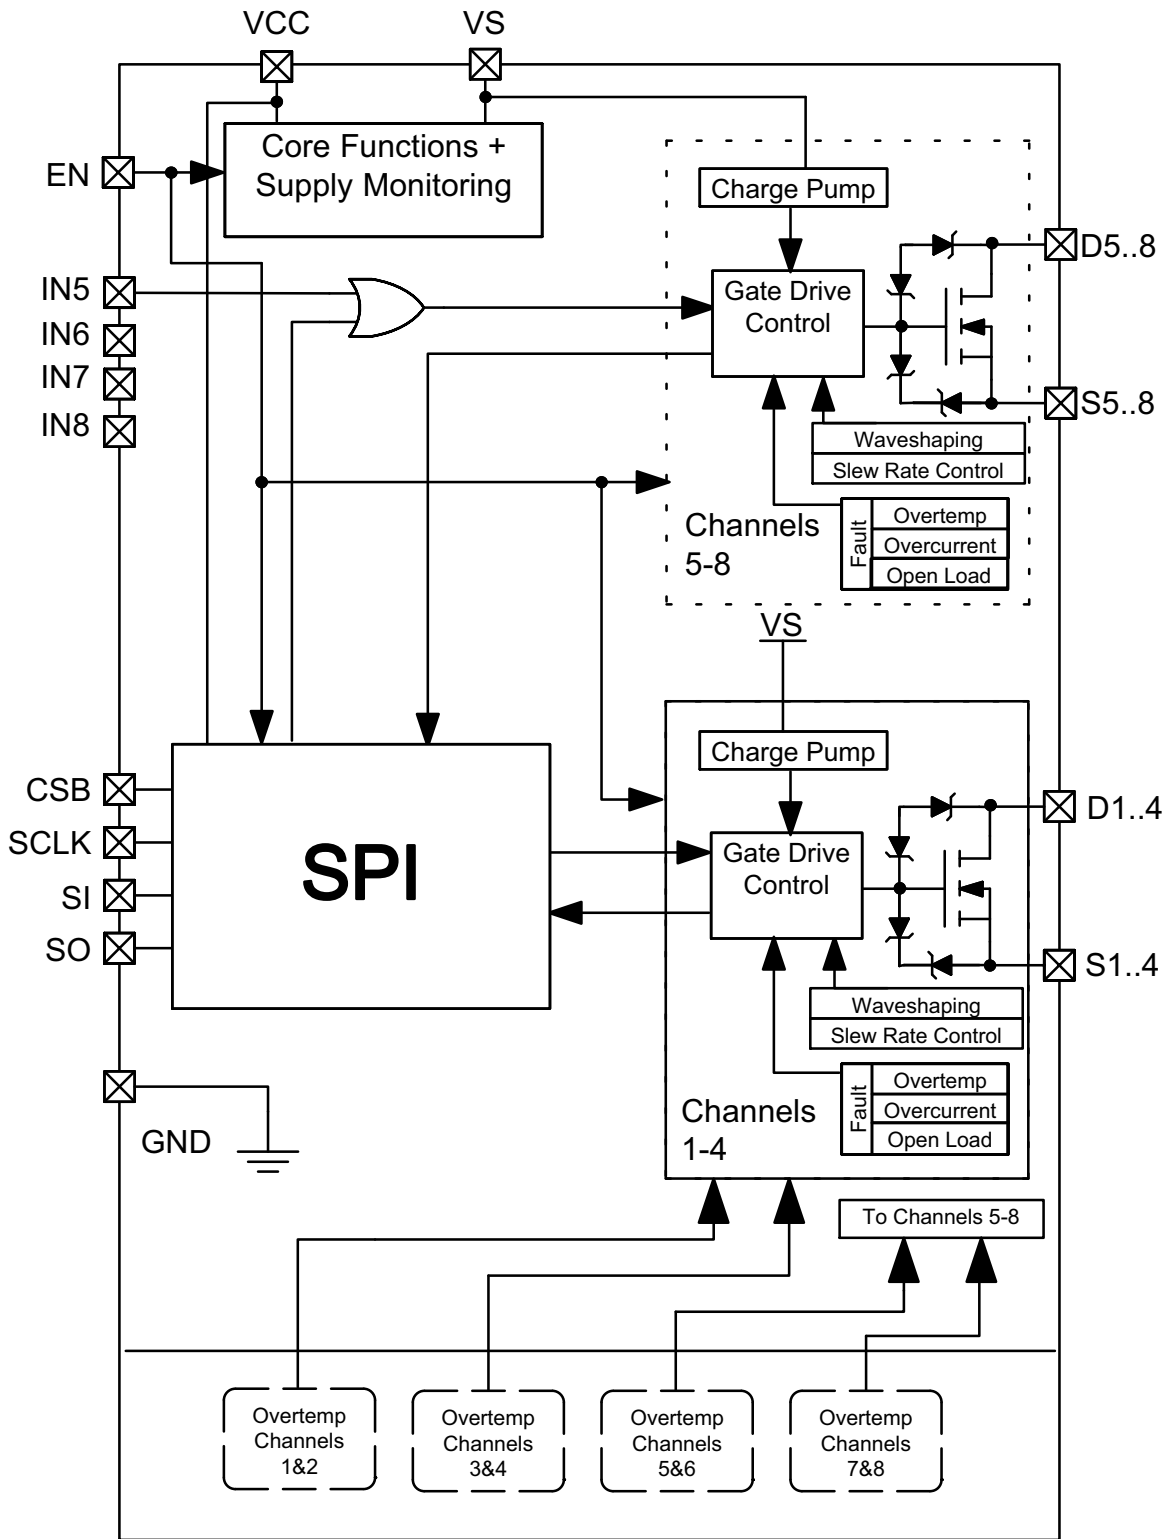 VCC
VS
Core Functions +
Supply Monitoring
EN
Charge Pump
D5..8
IN5
IN6
IN7
IN8
Gate Drive
Control
S5..8
Waveshaping
Slew Rate Control
Channels
5-8
Fault
Overtemp
Overcurrent
Open Load
VS
Charge Pump
CSB
SCLK
SI
SO
SPI
D1..4
Gate Drive
Control
S1..4
Waveshaping
Slew Rate Control
Channels
1-4
Fault
Overtemp
Overcurrent
Open Load
GND
To Channels 5-8
Overtemp
Channels
1&2
Overtemp
Channels
3&4
Overtemp
Channels
5&6
Overtemp
Channels
7&8